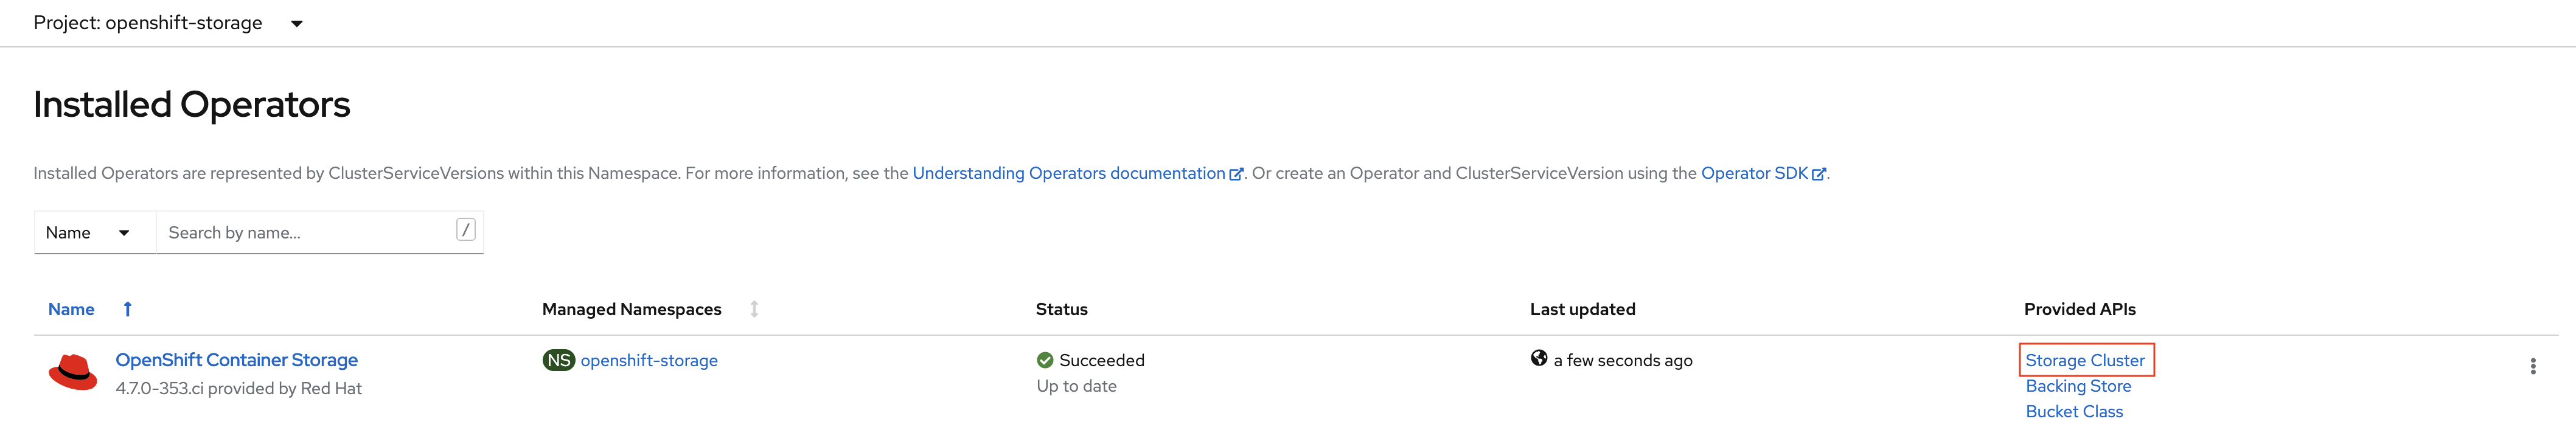 Project: openshift-storage
Installed Operators
Installed Operators are represented by ClusterServiceVersions within this Namespace. For more information, see the Understanding Operators documentation. Or create an Operator and ClusterServiceVersion using the Operator SDK.
Name Search by name... /
Name Managed Namespaces Status Last updated Provided APIs
OpenShift Container Storage NS openshift-storage Succeeded a few seconds ago Storage Cluster
4.7.0-353.ci provided by Red Hat Up to date Backing Store
Bucket Class